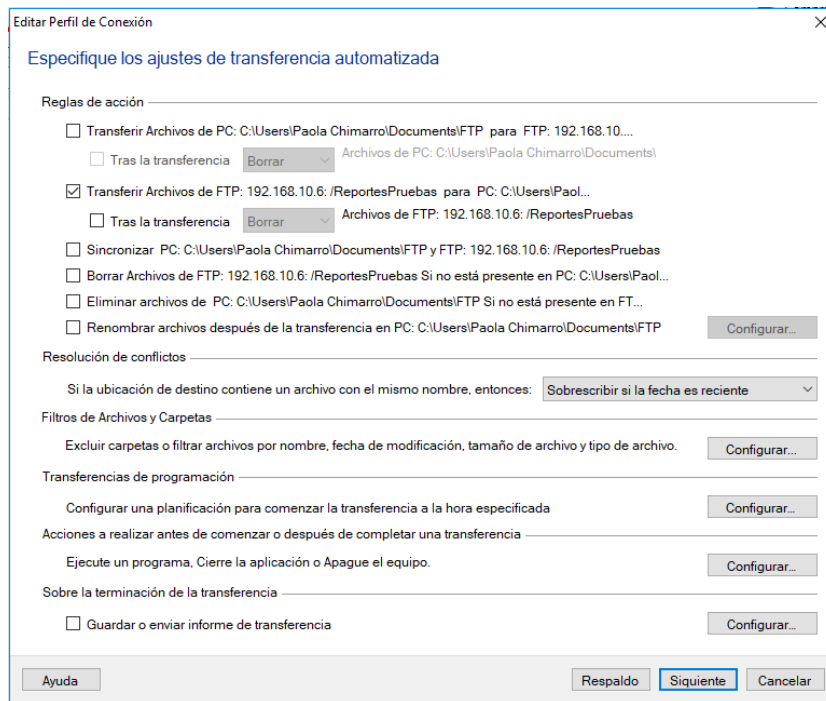 Editar Perfil de Conexión
Especifique los ajustes de transferencia automatizada
Reglas de acción
Transferir Archivos de PC: C:\Users\Paola Chimarro\Documents\FTP para FTP: 192.168.10....
Tras la transferencia Borrar Archivos de PC: C:\Users\Paola Chimarro\Documents\
Transferir Archivos de FTP: 192.168.10.6: /ReportesPruebas para PC: C:\Users\Paol...
Tras la transferencia Borrar Archivos de FTP: 192.168.10.6: /ReportesPruebas
Sincronizar PC: C:\Users\Paola Chimarro\Documents\FTP y FTP: 192.168.10.6: /ReportesPruebas
Borrar Archivos de FTP: 192.168.10.6: /ReportesPruebas Si no está presente en PC: C:\Users\Paol...
Eliminar archivos de PC: C:\Users\Paola Chimarro\Documents\FTP Si no está presente en FT...
Renombrar archivos después de la transferencia en PC: C:\Users\Paola Chimarro\Documents\FTP Configurar...
Resolución de conflictos
Si la ubicación de destino contiene un archivo con el mismo nombre, entonces: Sobrescribir si la fecha es reciente
Filtros de Archivos y Carpetas
Excluir carpetas o filtrar archivos por nombre, fecha de modificación, tamaño de archivo y tipo de archivo. Configurar...
Transferencias de programación
Configurar una planificación para comenzar la transferencia a la hora especificada Configurar...
Acciones a realizar antes de comenzar o después de completar una transferencia
Ejecute un programa, Cierre la aplicación o Apague el equipo. Configurar...
Sobre la terminación de la transferencia
Guardar o enviar informe de transferencia Configurar...
Ayuda Respaldo Siguiente Cancelar